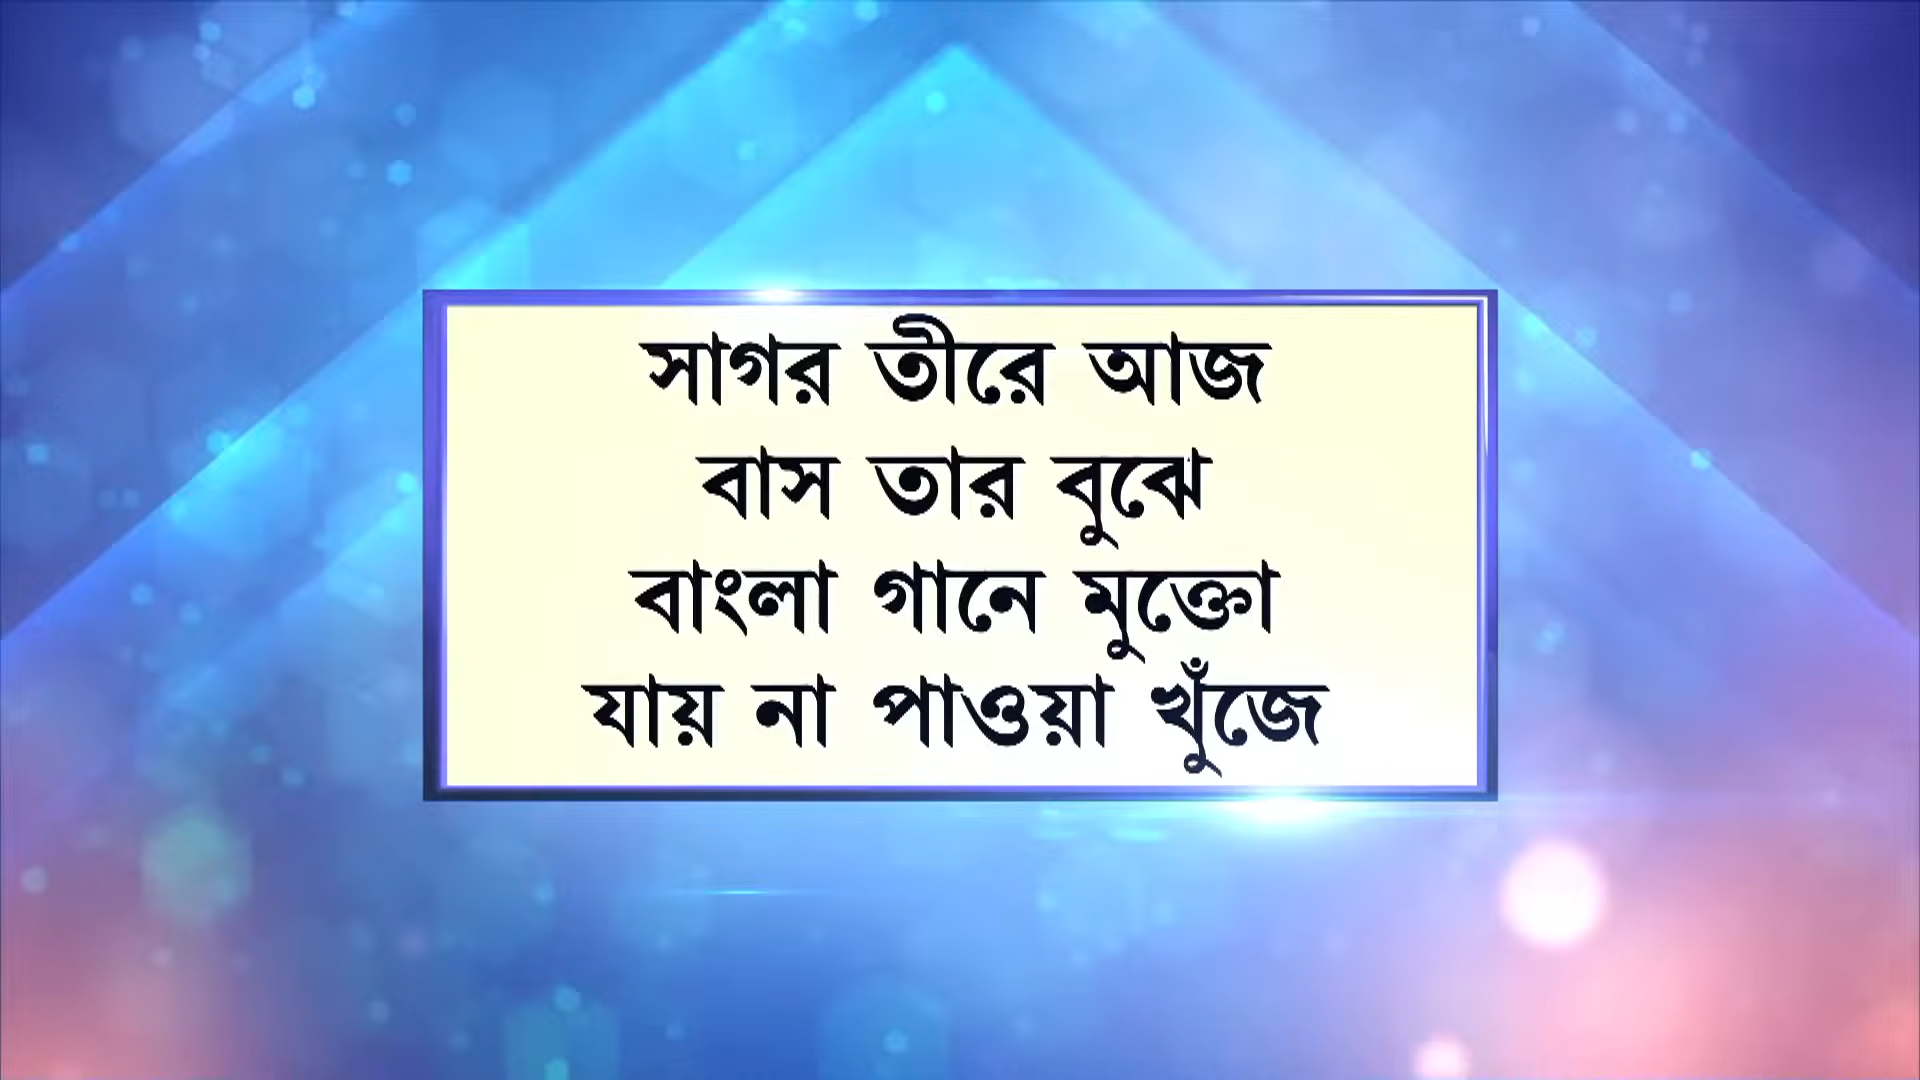 সাগর তীরে আজ
বাস তার বুঝে
বাংলা গানে মুক্তো
যায় না পাওয়া খুঁজে